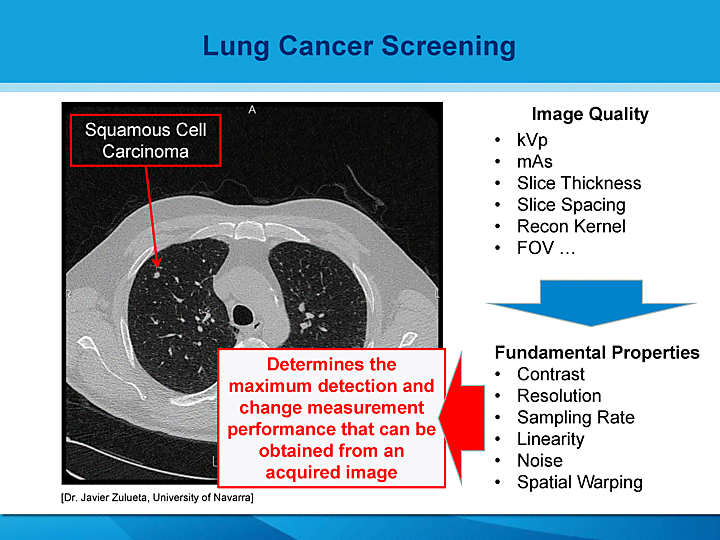 Lung Cancer Screening
A
Squamous Cell
Carcinoma
L
Image Quality
• kVp
• mAs
• Slice Thickness
• Slice Spacing
• Recon Kernel
• FOV …
Fundamental Properties
• Contrast
• Resolution
• Sampling Rate
• Linearity
• Noise
• Spatial Warping
Determines the
maximum detection and
change measurement
performance that can be
obtained from an
acquired image
[Dr. Javier Zulueta, University of Navarra]